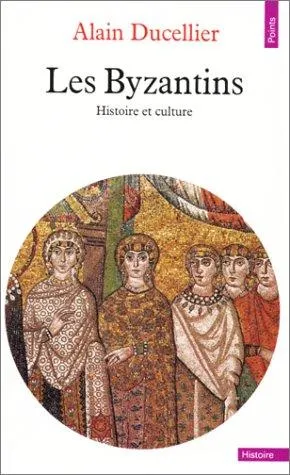 Alain Ducellier
Points
Les Byzantins
Histoire et culture
Histoire